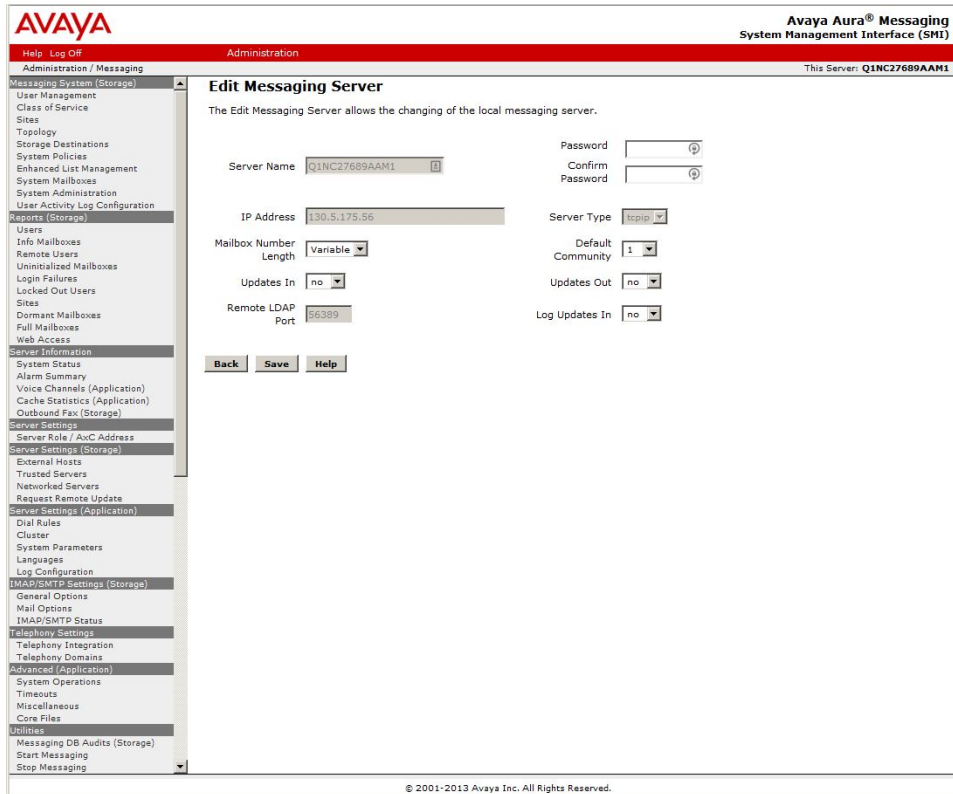 AVAYA
Avaya Aura® Messaging
System Management Interface (SMI)
Help Log Off
Administration
Administration / Messaging
This Server: Q1NC27689AAM1
Messaging System (Storage)
User Management
Class of Service
Sites
Topology
Storage Destinations
System Policies
Enhanced List Management
System Mailboxes
System Administration
User Activity Log Configuration
Reports (Storage)
Users
Info Mailboxes
Remote Users
Uninitialized Mailboxes
Login Failures
Locked Out Users
Sites
Dormant Mailboxes
Full Mailboxes
Web Access
Server Information
System Status
Alarm Summary
Voice Channels (Application)
Cache Statistics (Application)
Outbound Fax (Storage)
Server Settings
Server Role / AxC Address
Server Settings (Storage)
External Hosts
Trusted Servers
Networked Servers
Request Remote Update
Server Settings (Application)
Dial Rules
Cluster
System Parameters
Languages
Log Configuration
IMAP/SMTP Settings (Storage)
General Options
Mail Options
IMAP/SMTP Status
Telephony Settings
Telephony Integration
Telephony Domains
Advanced (Application)
System Operations
Timeouts
Miscellaneous
Core Files
Utilities
Messaging DB Audits (Storage)
Start Messaging
Stop Messaging
Edit Messaging Server
The Edit Messaging Server allows the changing of the local messaging server.
Server Name Q1NC27689AAM1
Password
Confirm
Password
IP Address 130.5.175.56
Server Type tcpip
Mailbox Number
Length Variable
Default
Community 1
Updates In no
Updates Out no
Remote LDAP
Port 56389
Log Updates In no
Back Save Help
© 2001-2013 Avaya Inc. All Rights Reserved.